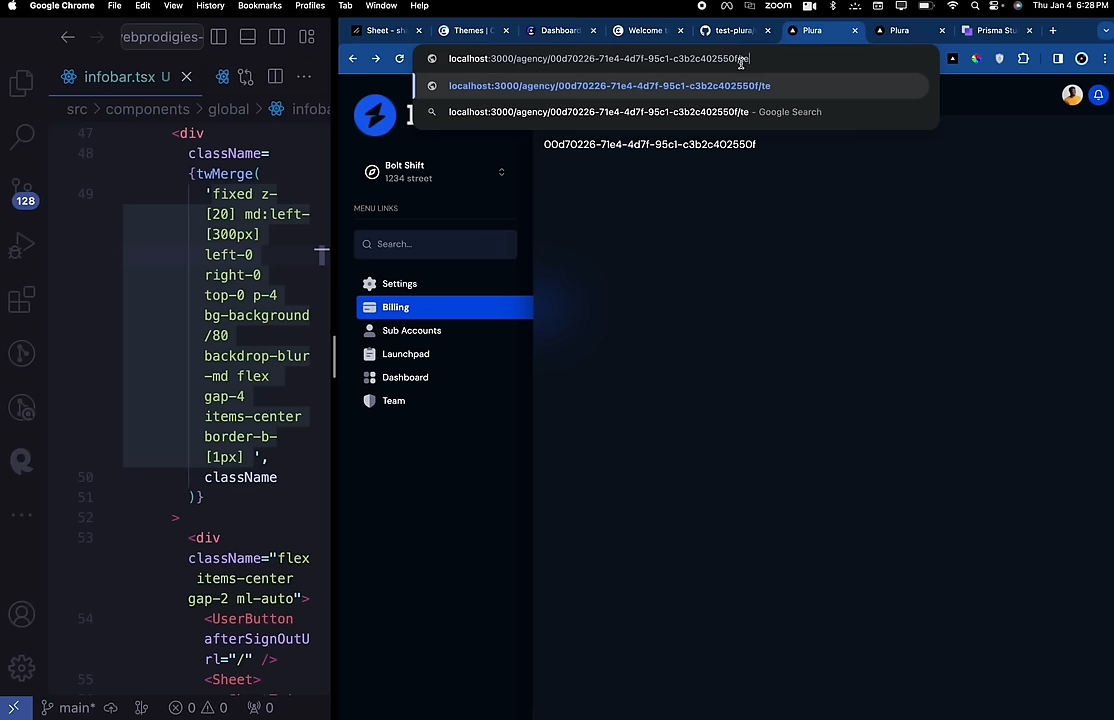 Google Chrome File Edit View History Bookmarks Profiles Tab Window Help zoom Thu Jan 4 6:28 PM
ebprodigies-
Sheet – sh Themes | C Dashboard Welcome t test-plura/ Plura Plura Prisma Stu
localhost:3000/agency/00d70226-71e4-4d7f-95c1-c3b2c402550f/te
localhost:3000/agency/00d70226-71e4-4d7f-95c1-c3b2c402550f/te
localhost:3000/agency/00d70226-71e4-4d7f-95c1-c3b2c402550f/te – Google Search
infobar.tsx U
src > components > global > infoba
47 <div
48 className=
{twMerge(
49 'fixed z-
[20] md:left-
[300px]
left-0
right-0
top-0 p-4
bg-background
/80
backdrop-blur
-md flex
gap-4
items-center
border-b-
[1px] ',
50 className
51 )}
52 >
53 <div
className="flex
items-center
gap-2 ml-auto">
54 <UserButton
afterSignOutU
rl="/" />
55 <Sheet>
128
main* 0 0 0
00d70226-71e4-4d7f-95c1-c3b2c402550f
Bolt Shift
1234 street
MENU LINKS
Search...
Settings
Billing
Sub Accounts
Launchpad
Dashboard
Team